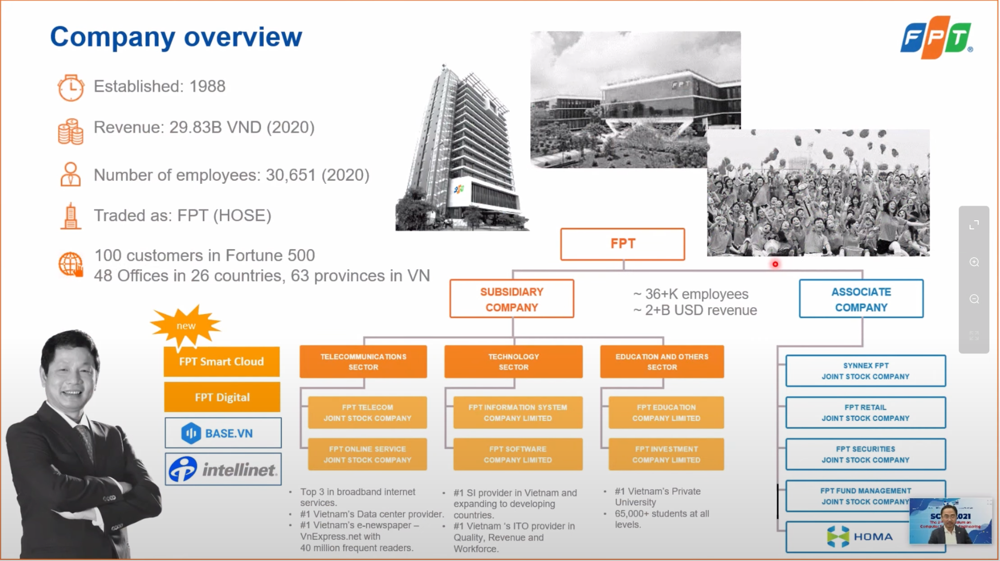 Company overview
FPT®
Established: 1988
Revenue: 29.83B VND (2020)
Number of employees: 30,651 (2020)
Traded as: FPT (HOSE)
100 customers in Fortune 500
48 Offices in 26 countries, 63 provinces in VN
FPT
FPT
FPT
SUBSIDIARY
COMPANY
~ 36+K employees
~ 2+B USD revenue
ASSOCIATE
COMPANY
new
FPT Smart Cloud
FPT Digital
BASE.VN
intellinet.
TELECOMMUNICATIONS
SECTOR
FPT TELECOM
JOINT STOCK COMPANY
FPT ONLINE SERVICE
JOINT STOCK COMPANY
• Top 3 in broadband internet
services.
• #1 Vietnam's Data center provider.
• #1 Vietnam's e-newspaper –
VnExpress.net with
40 million frequent readers.
TECHNOLOGY
SECTOR
FPT INFORMATION SYSTEM
COMPANY LIMITED
FPT SOFTWARE
COMPANY LIMITED
• #1 SI provider in Vietnam and
expanding to developing
countries.
• #1 Vietnam 's ITO provider in
Quality, Revenue and
Workforce.
EDUCATION AND OTHERS
SECTOR
FPT EDUCATION
COMPANY LIMITED
FPT INVESTMENT
COMPANY LIMITED
• #1 Vietnam's Private
University
• 65,000+ students at all
levels.
SYNNEX FPT
JOINT STOCK COMPANY
FPT RETAIL
JOINT STOCK COMPANY
FPT SECURITIES
JOINT STOCK COMPANY
FPT FUND MANAGEMENT
JOINT STOCK COMPANY
HOMA
SC 021
The 2 on
Computer S Engineering